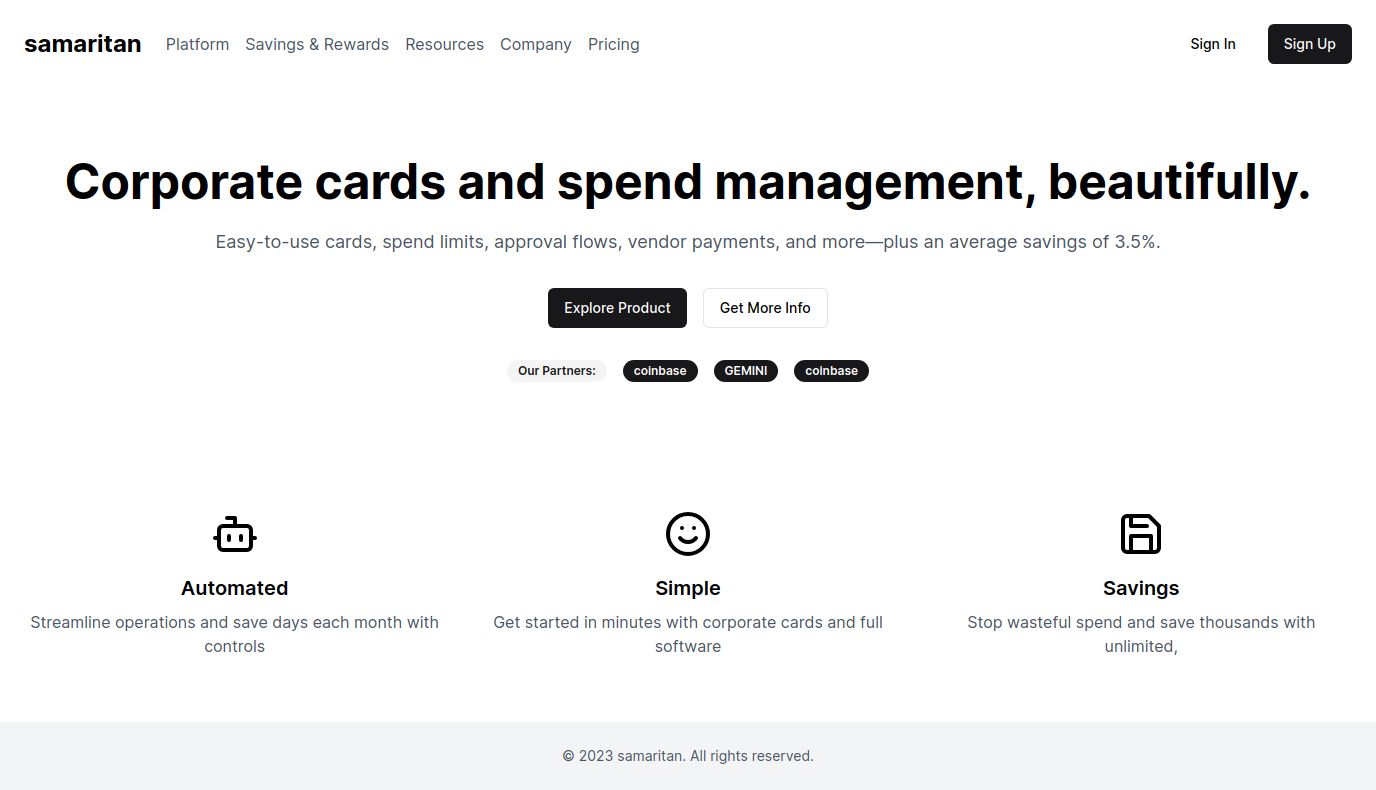 samaritan Platform Savings & Rewards Resources Company Pricing Sign In Sign Up
Corporate cards and spend management, beautifully.
Easy-to-use cards, spend limits, approval flows, vendor payments, and more—plus an average savings of 3.5%.
Explore Product Get More Info
Our Partners: coinbase GEMINI coinbase
Automated
Streamline operations and save days each month with
controls
Simple
Get started in minutes with corporate cards and full
software
Savings
Stop wasteful spend and save thousands with
unlimited,
© 2023 samaritan. All rights reserved.